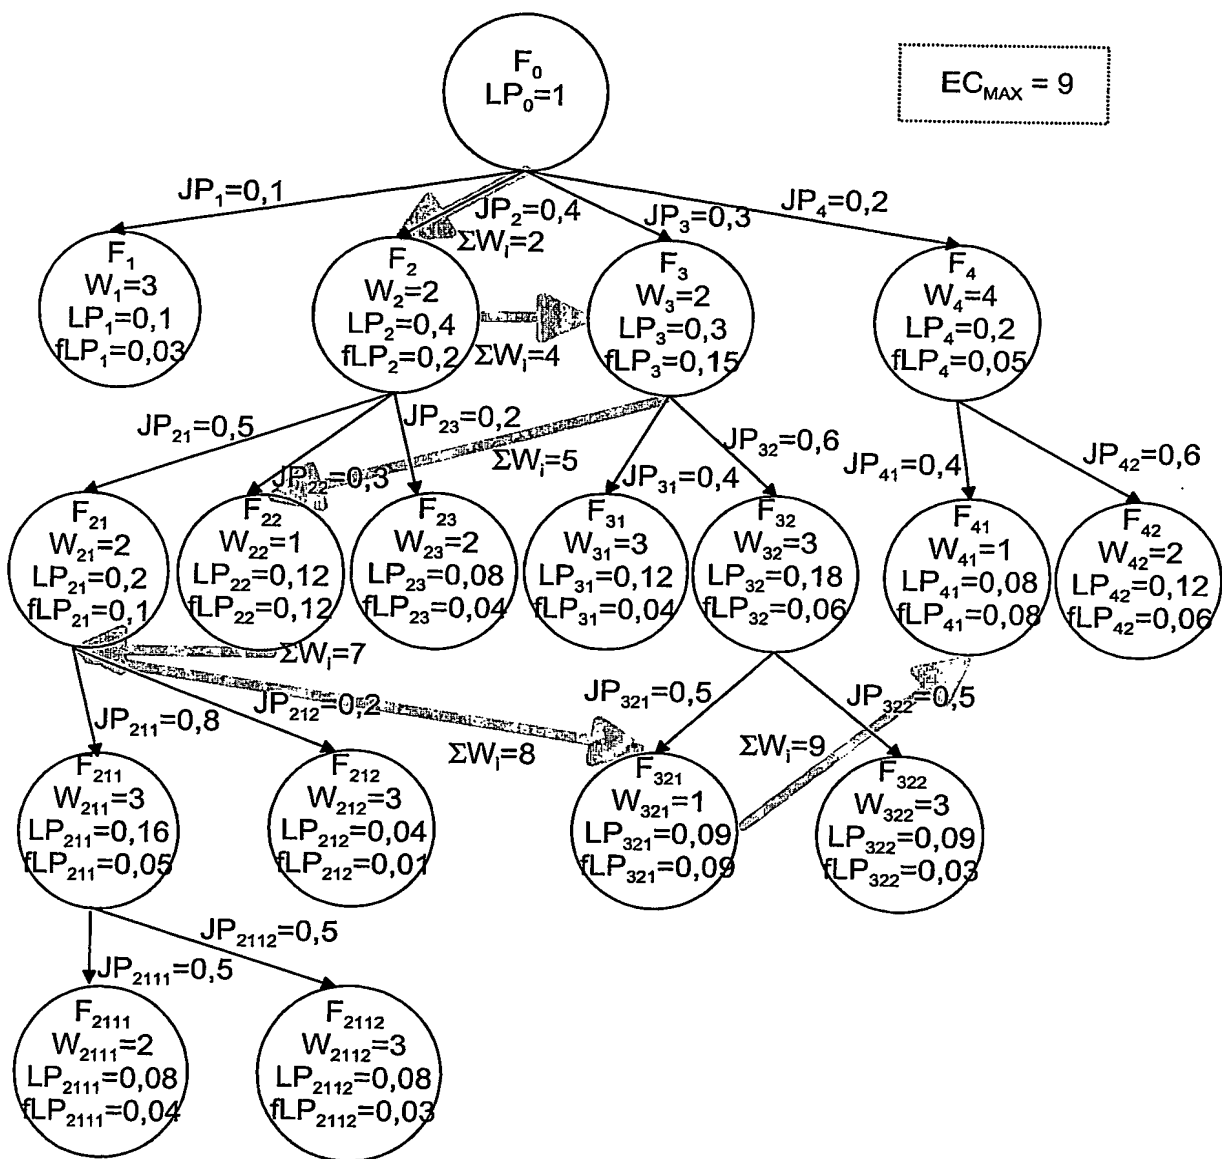 F₀
LP₀=1
EC_MAX = 9
JP₁=0,1
JP₂=0,4
JP₃=0,3
JP₄=0,2
ΣWᵢ=2
F₁
W₁=3
LP₁=0,1
fLP₁=0,03
F₂
W₂=2
LP₂=0,4
fLP₂=0,2
ΣWᵢ=4
F₃
W₃=2
LP₃=0,3
fLP₃=0,15
F₄
W₄=4
LP₄=0,2
fLP₄=0,05
JP₂₁=0,5
JP₂₂=0,3
JP₂₃=0,2
ΣWᵢ=5
JP₃₁=0,4
JP₃₂=0,6
JP₄₁=0,4
JP₄₂=0,6
F₂₁
W₂₁=2
LP₂₁=0,2
fLP₂₁=0,1
F₂₂
W₂₂=1
LP₂₂=0,12
fLP₂₂=0,12
F₂₃
W₂₃=2
LP₂₃=0,08
fLP₂₃=0,04
F₃₁
W₃₁=3
LP₃₁=0,12
fLP₃₁=0,04
F₃₂
W₃₂=3
LP₃₂=0,18
fLP₃₂=0,06
F₄₁
W₄₁=1
LP₄₁=0,08
fLP₄₁=0,08
F₄₂
W₄₂=2
LP₄₂=0,12
fLP₄₂=0,06
ΣWᵢ=7
JP₂₁₁=0,8
JP₂₁₂=0,2
ΣWᵢ=8
JP₃₂₁=0,5
JP₃₂₂=0,5
ΣWᵢ=9
F₂₁₁
W₂₁₁=3
LP₂₁₁=0,16
fLP₂₁₁=0,05
F₂₁₂
W₂₁₂=3
LP₂₁₂=0,04
fLP₂₁₂=0,01
F₃₂₁
W₃₂₁=1
LP₃₂₁=0,09
fLP₃₂₁=0,09
F₃₂₂
W₃₂₂=3
LP₃₂₂=0,09
fLP₃₂₂=0,03
JP₂₁₁₁=0,5
JP₂₁₁₂=0,5
F₂₁₁₁
W₂₁₁₁=2
LP₂₁₁₁=0,08
fLP₂₁₁₁=0,04
F₂₁₁₂
W₂₁₁₂=3
LP₂₁₁₂=0,08
fLP₂₁₁₂=0,03